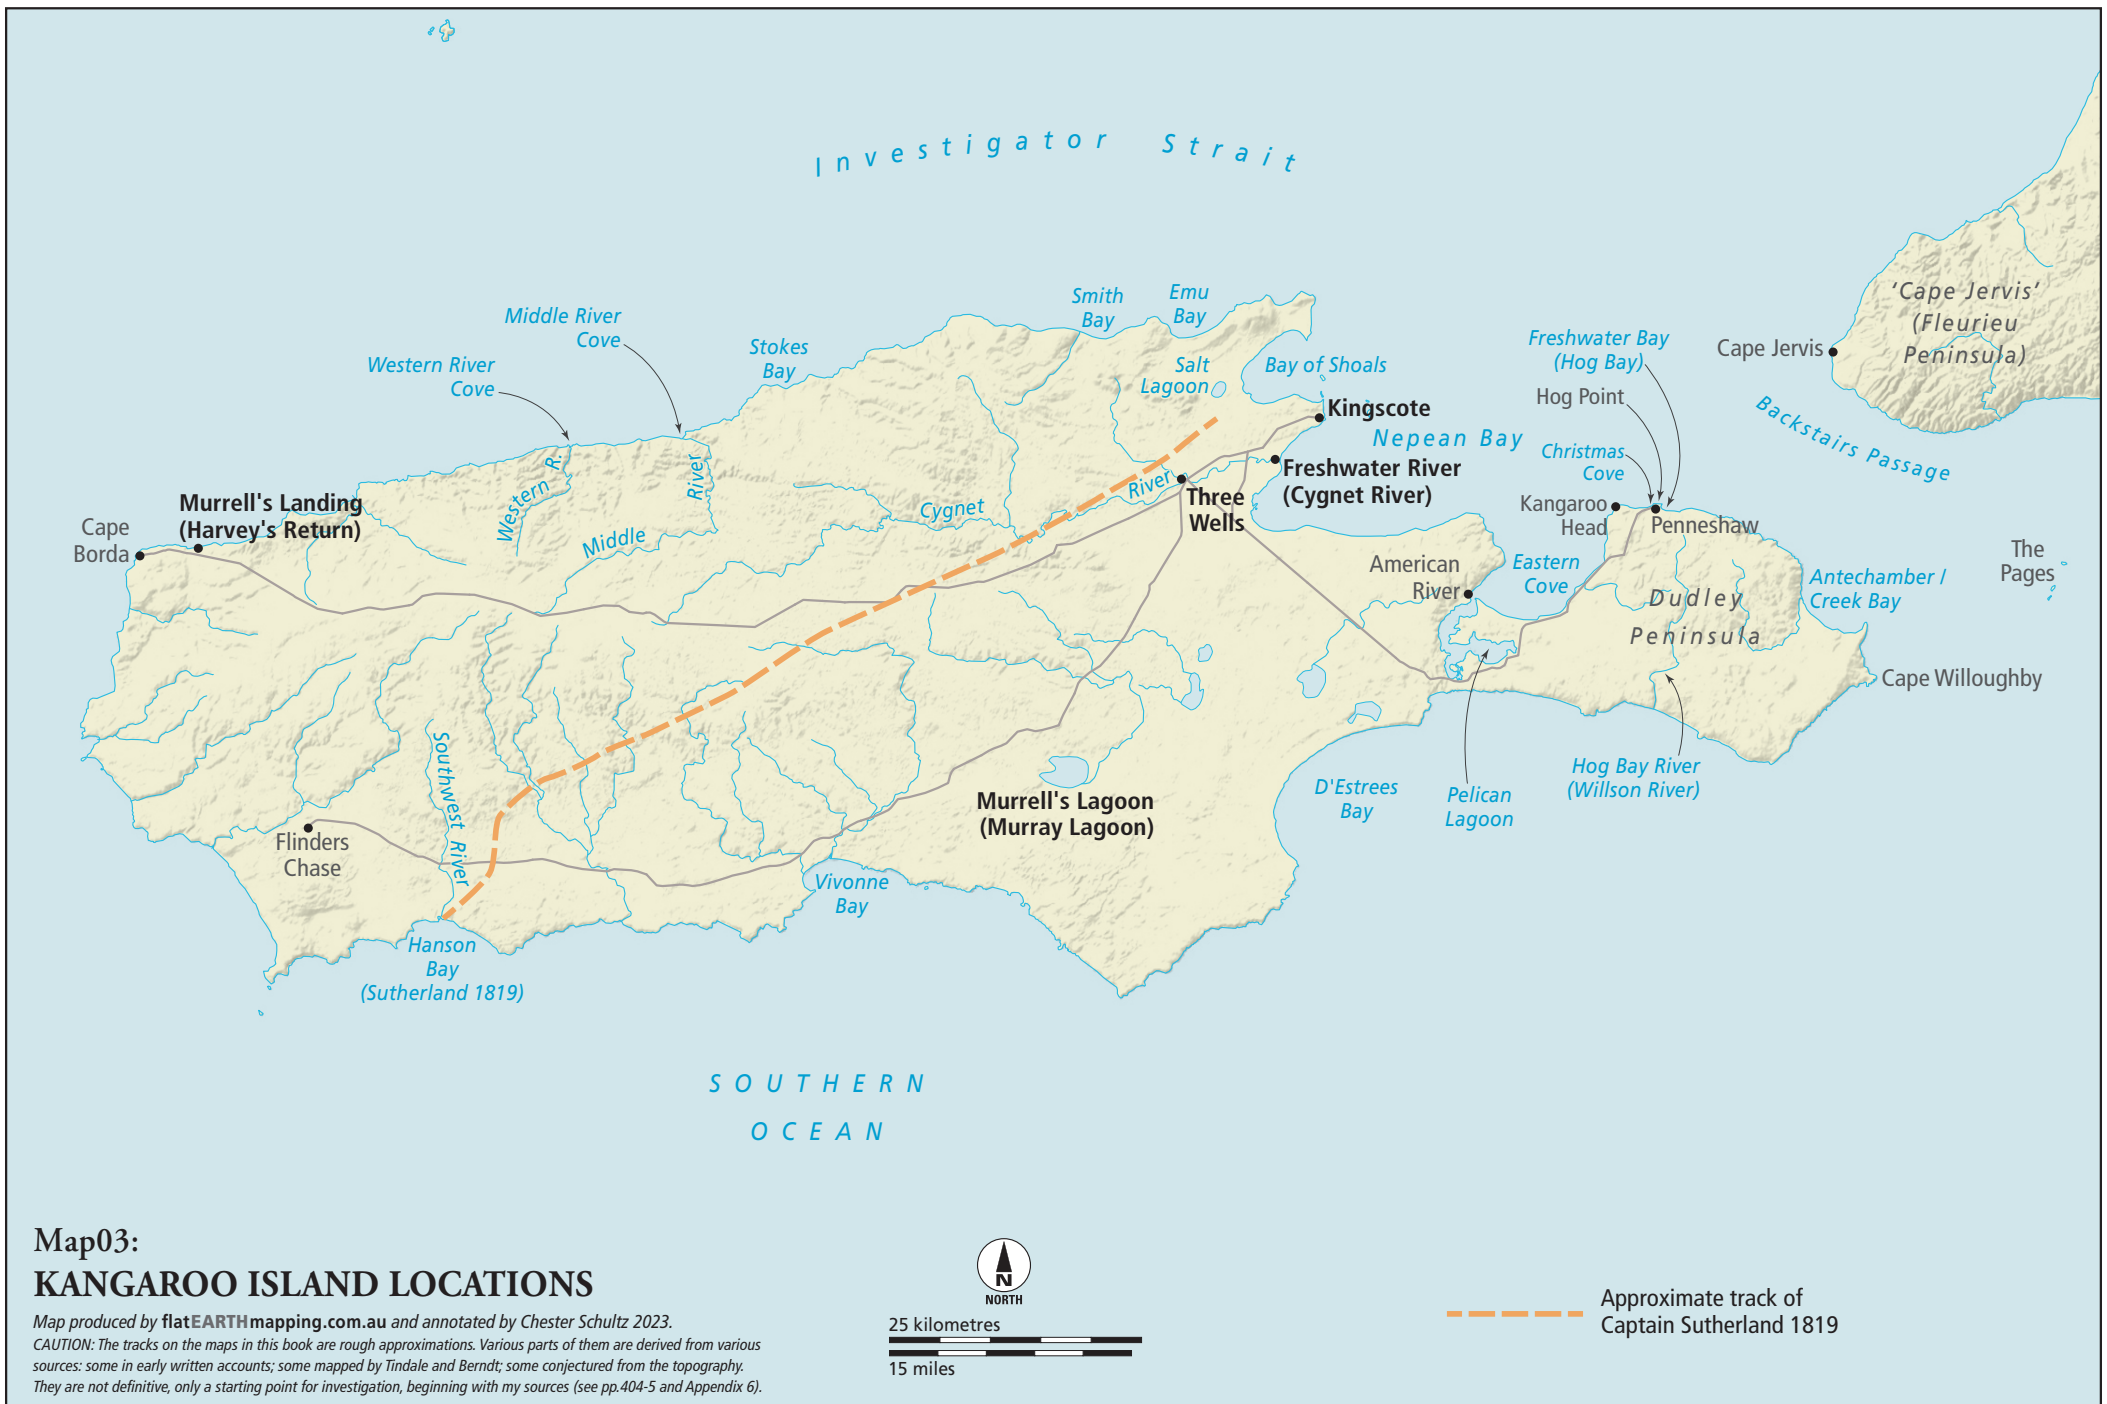 Investigator Strait
Smith
Bay
Emu
Bay
Middle River
Cove
Stokes
Bay
Western River
Cove
Salt
Lagoon
Bay of Shoals
Kingscote
Nepean Bay
Freshwater Bay
(Hog Bay)
Hog Point
Christmas
Cove
Cape Jervis
'Cape Jervis'
(Fleurieu
Peninsula)
Backstairs Passage
Western R.
River
Middle
Cygnet
River
Three
Wells
Freshwater River
(Cygnet River)
Murrell's Landing
(Harvey's Return)
Cape
Borda
Kangaroo
Head
Penneshaw
American
River
Eastern
Cove
Dudley
Peninsula
Antechamber /
Creek Bay
The
Pages
Cape Willoughby
Southwest River
Flinders
Chase
Murrell's Lagoon
(Murray Lagoon)
D'Estrees
Bay
Pelican
Lagoon
Hog Bay River
(Willson River)
Vivonne
Bay
Hanson
Bay
(Sutherland 1819)
SOUTHERN
OCEAN
Map03:
KANGAROO ISLAND LOCATIONS
Map produced by flatEARTHmapping.com.au and annotated by Chester Schultz 2023.
CAUTION: The tracks on the maps in this book are rough approximations. Various parts of them are derived from various
sources: some in early written accounts; some mapped by Tindale and Berndt; some conjectured from the topography.
They are not definitive, only a starting point for investigation, beginning with my sources (see pp.404-5 and Appendix 6).
N
NORTH
25 kilometres
15 miles
Approximate track of
Captain Sutherland 1819